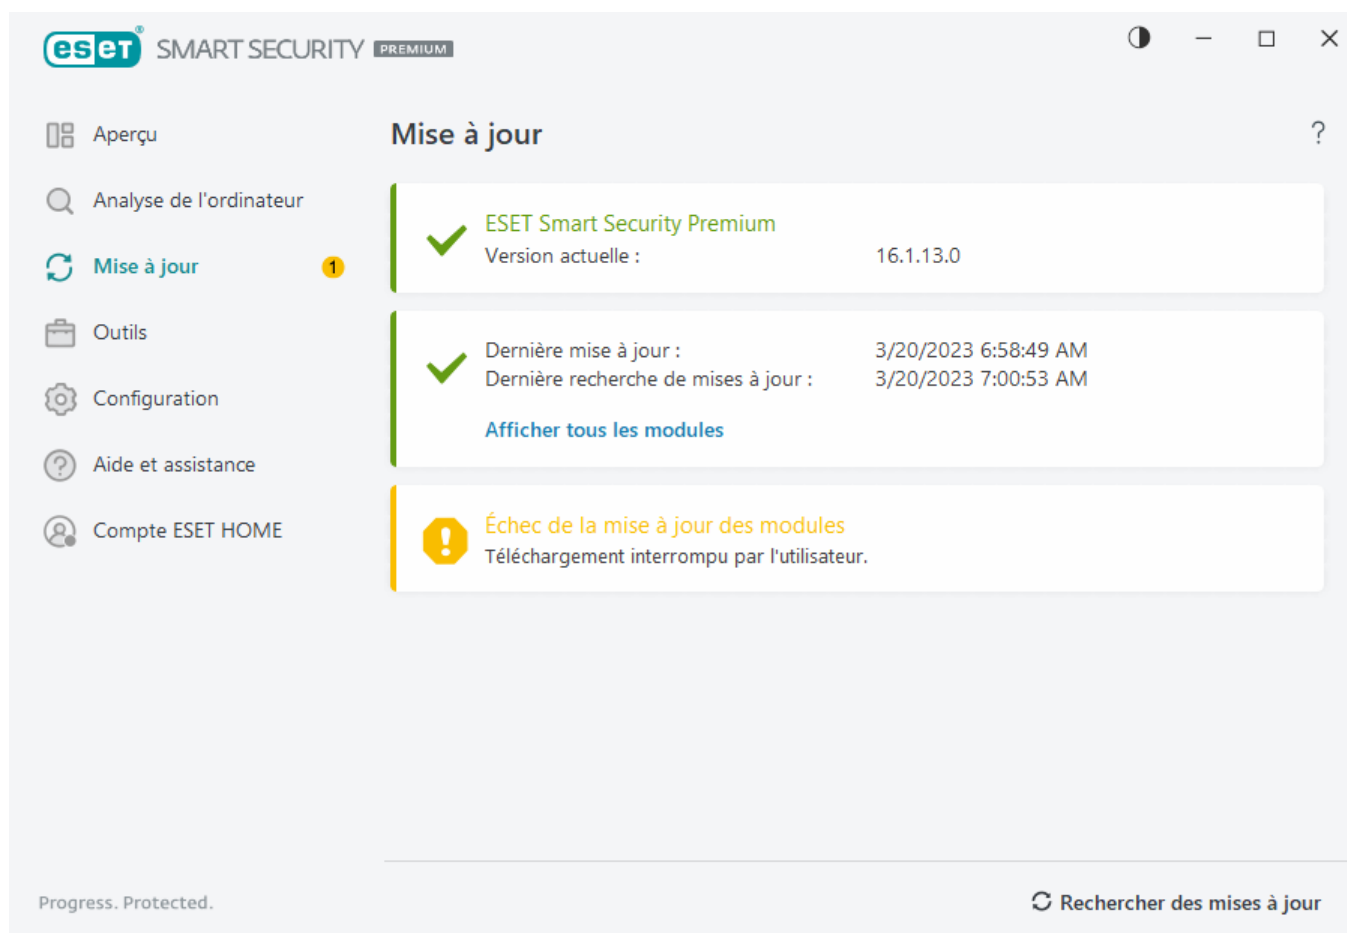 eset® SMART SECURITY PREMIUM
Aperçu
Analyse de l'ordinateur
Mise à jour 1
Outils
Configuration
Aide et assistance
Compte ESET HOME
Mise à jour ?
ESET Smart Security Premium
Version actuelle : 16.1.13.0
Dernière mise à jour : 3/20/2023 6:58:49 AM
Dernière recherche de mises à jour : 3/20/2023 7:00:53 AM
Afficher tous les modules
Échec de la mise à jour des modules
Téléchargement interrompu par l'utilisateur.
Progress. Protected.
Rechercher des mises à jour